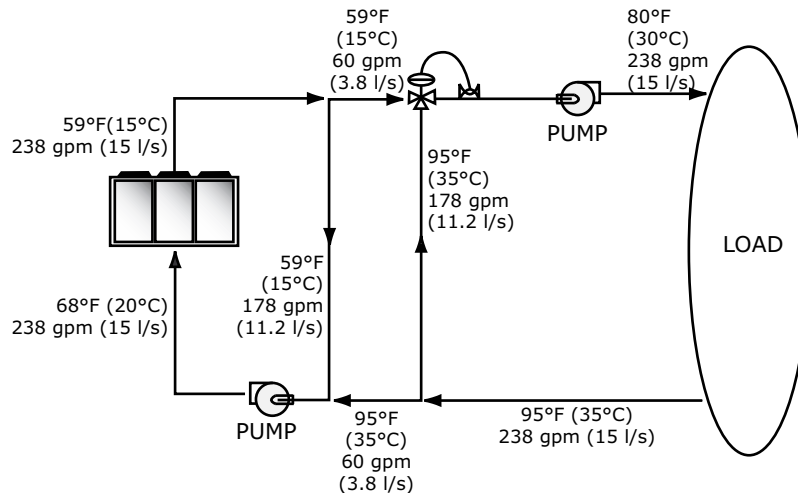 59°F
(15°C)
60 gpm
(3.8 l/s)
80°F
(30°C)
238 gpm
(15 l/s)
PUMP
59°F(15°C)
238 gpm (15 l/s)
95°F
(35°C)
178 gpm
(11.2 l/s)
LOAD
59°F
(15°C)
178 gpm
(11.2 l/s)
68°F (20°C)
238 gpm (15 l/s)
PUMP
95°F
(35°C)
60 gpm
(3.8 l/s)
95°F (35°C)
238 gpm (15 l/s)